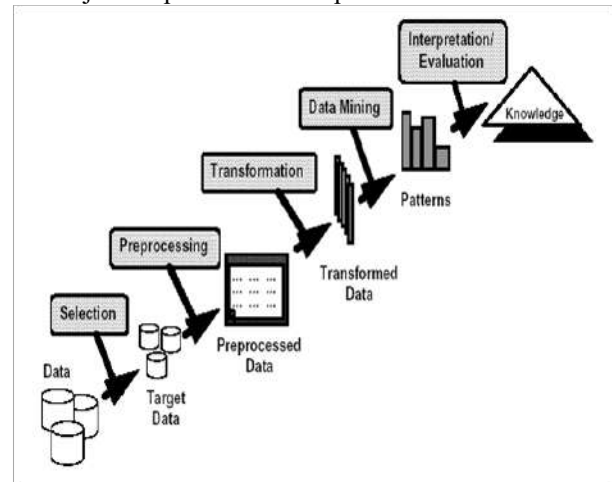 Interpretation/
Evaluation
Knowledge
Data Mining
Patterns
Transformation
Transformed
Data
Preprocessing
Preprocessed
Data
Selection
Target
Data
Data